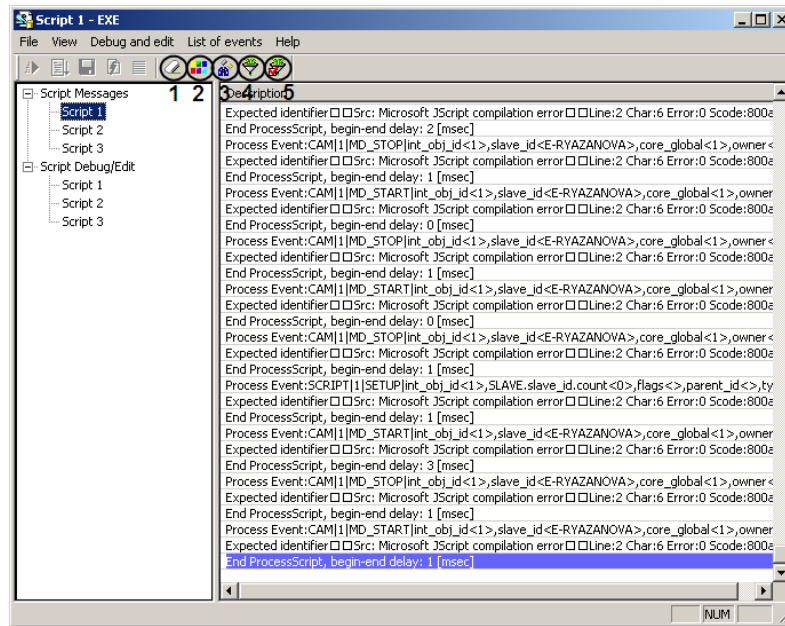 Script 1 - EXE
File View Debug and edit List of events Help
1 2 3 4 5
Script Messages
Script 1
Script 2
Script 3
Script Debug/Edit
Script 1
Script 2
Script 3
Description
Expected identifier□□Src: Microsoft JScript compilation error□□Line:2 Char:6 Error:0 Scode:800a
End ProcessScript, begin-end delay: 2 [msec]
Process Event:CAM|1|MD_STOP|int_obj_id<1>,slave_id<E-RYAZANOVA>,core_global<1>,owner<
Expected identifier□□Src: Microsoft JScript compilation error□□Line:2 Char:6 Error:0 Scode:800a
End ProcessScript, begin-end delay: 1 [msec]
Process Event:CAM|1|MD_START|int_obj_id<1>,slave_id<E-RYAZANOVA>,core_global<1>,owner
Expected identifier□□Src: Microsoft JScript compilation error□□Line:2 Char:6 Error:0 Scode:800a
End ProcessScript, begin-end delay: 0 [msec]
Process Event:CAM|1|MD_STOP|int_obj_id<1>,slave_id<E-RYAZANOVA>,core_global<1>,owner<
Expected identifier□□Src: Microsoft JScript compilation error□□Line:2 Char:6 Error:0 Scode:800a
End ProcessScript, begin-end delay: 1 [msec]
Process Event:CAM|1|MD_START|int_obj_id<1>,slave_id<E-RYAZANOVA>,core_global<1>,owner
Expected identifier□□Src: Microsoft JScript compilation error□□Line:2 Char:6 Error:0 Scode:800a
End ProcessScript, begin-end delay: 0 [msec]
Process Event:CAM|1|MD_STOP|int_obj_id<1>,slave_id<E-RYAZANOVA>,core_global<1>,owner<
Expected identifier□□Src: Microsoft JScript compilation error□□Line:2 Char:6 Error:0 Scode:800a
End ProcessScript, begin-end delay: 1 [msec]
Process Event:SCRIPT|1|SETUP|int_obj_id<1>,SLAVE.slave_id.count<0>,flags<>,parent_id<>,ty
Expected identifier□□Src: Microsoft JScript compilation error□□Line:2 Char:6 Error:0 Scode:800a
End ProcessScript, begin-end delay: 1 [msec]
Process Event:CAM|1|MD_START|int_obj_id<1>,slave_id<E-RYAZANOVA>,core_global<1>,owner
Expected identifier□□Src: Microsoft JScript compilation error□□Line:2 Char:6 Error:0 Scode:800a
End ProcessScript, begin-end delay: 3 [msec]
Process Event:CAM|1|MD_STOP|int_obj_id<1>,slave_id<E-RYAZANOVA>,core_global<1>,owner<
Expected identifier□□Src: Microsoft JScript compilation error□□Line:2 Char:6 Error:0 Scode:800a
End ProcessScript, begin-end delay: 1 [msec]
Process Event:CAM|1|MD_START|int_obj_id<1>,slave_id<E-RYAZANOVA>,core_global<1>,owner
Expected identifier□□Src: Microsoft JScript compilation error□□Line:2 Char:6 Error:0 Scode:800a
End ProcessScript, begin-end delay: 1 [msec]
NUM